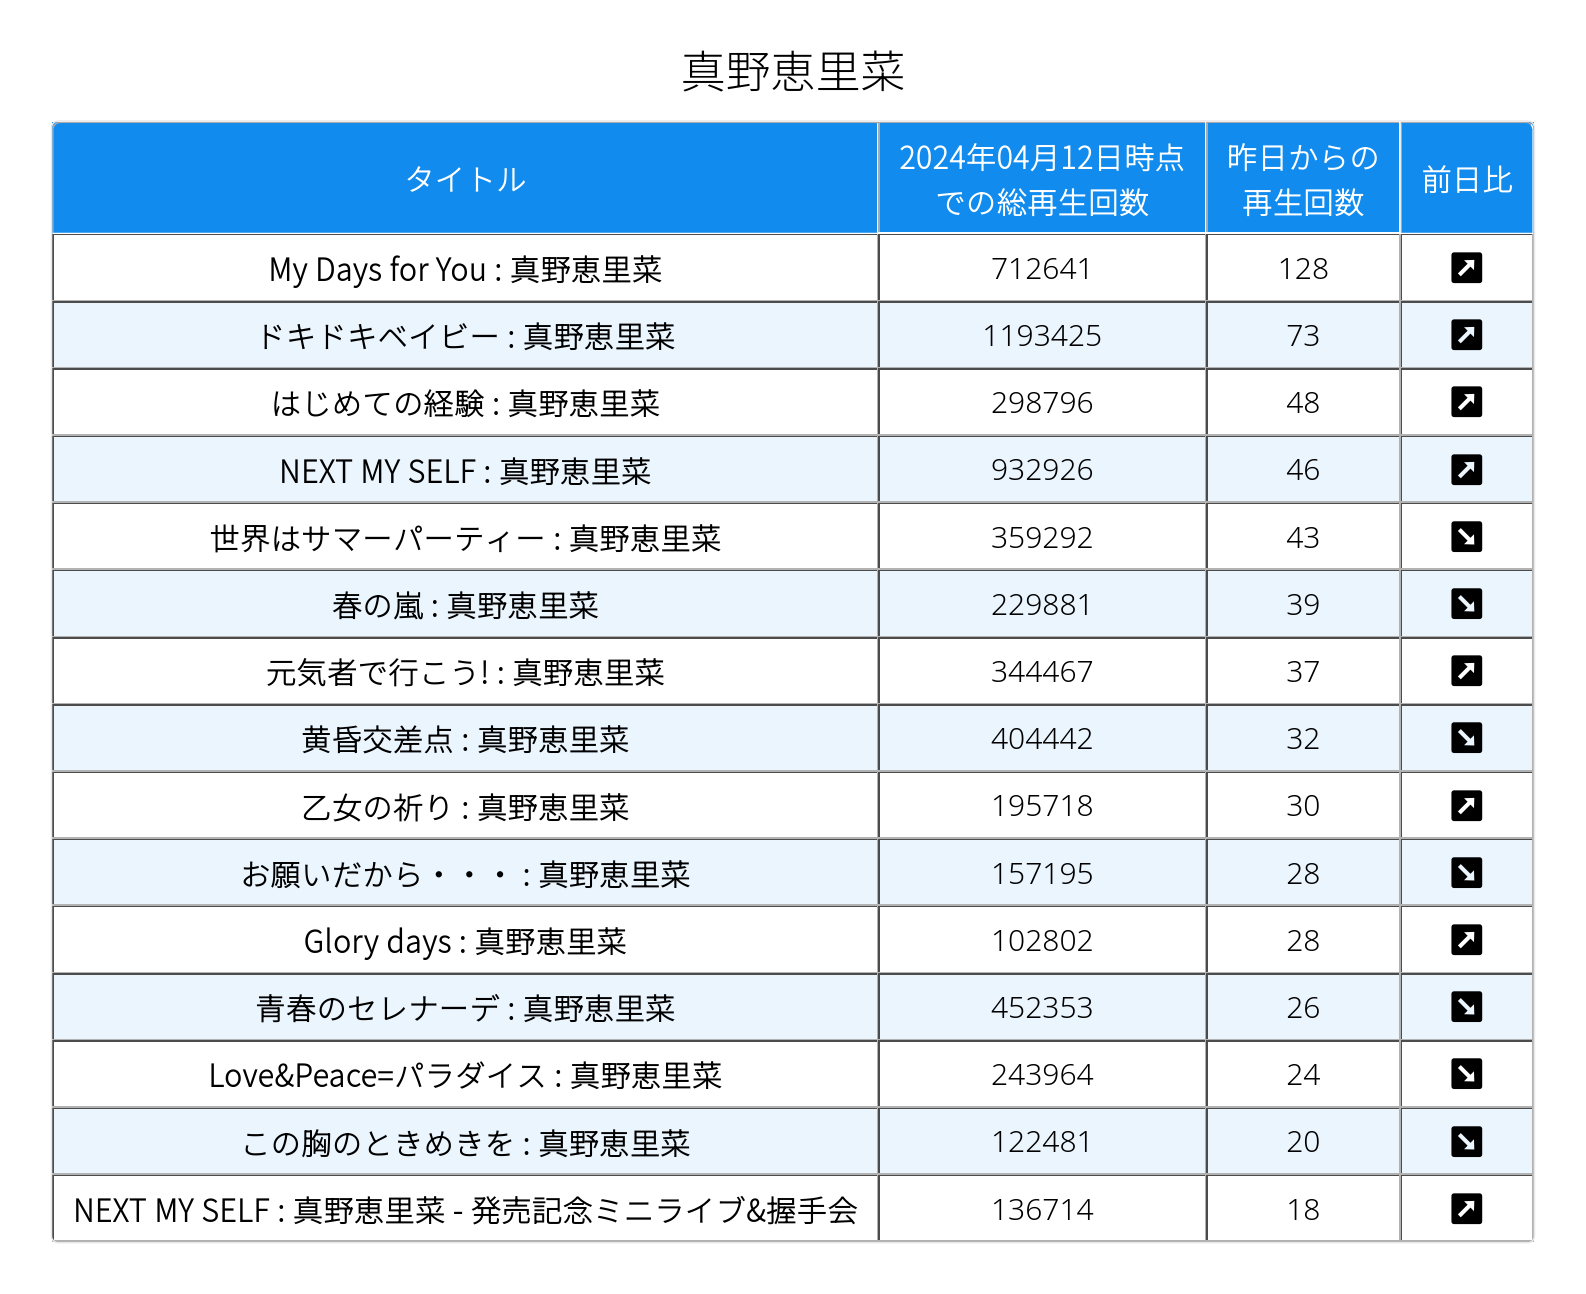 真野恵里菜
タイトル
2024年04月12日時点
での総再生回数
昨日からの
再生回数
前日比
My Days for You : 真野恵里菜 712641 128 ↗
ドキドキベイビー : 真野恵里菜 1193425 73 ↗
はじめての経験 : 真野恵里菜 298796 48 ↗
NEXT MY SELF : 真野恵里菜 932926 46 ↗
世界はサマーパーティー : 真野恵里菜 359292 43 ↘
春の嵐 : 真野恵里菜 229881 39 ↘
元気者で行こう! : 真野恵里菜 344467 37 ↗
黄昏交差点 : 真野恵里菜 404442 32 ↘
乙女の祈り : 真野恵里菜 195718 30 ↗
お願いだから・・・ : 真野恵里菜 157195 28 ↘
Glory days : 真野恵里菜 102802 28 ↗
青春のセレナーデ : 真野恵里菜 452353 26 ↘
Love&Peace=パラダイス : 真野恵里菜 243964 24 ↘
この胸のときめきを : 真野恵里菜 122481 20 ↘
NEXT MY SELF : 真野恵里菜 - 発売記念ミニライブ&握手会 136714 18 ↗